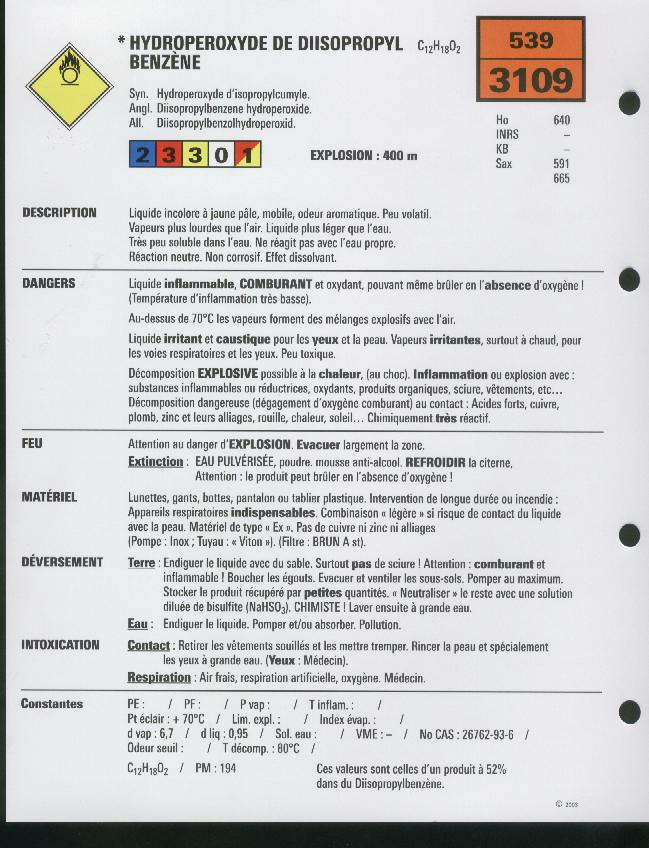 * HYDROPEROXYDE DE DIISOPROPYL BENZÈNE C12H18O2
539
3109
Syn. Hydroperoxyde d'isopropylcumyle.
Angl. Diisopropylbenzene hydroperoxide.
All. Diisopropylbenzolhydroperoxid.
Ho 640
INRS –
KB –
Sax 591
665
2 3 3 0 1
EXPLOSION : 400 m
DESCRIPTION
Liquide incolore à jaune pâle, mobile, odeur aromatique. Peu volatil.
Vapeurs plus lourdes que l'air. Liquide plus léger que l'eau.
Très peu soluble dans l'eau. Ne réagit pas avec l'eau propre.
Réaction neutre. Non corrosif. Effet dissolvant.
DANGERS
Liquide inflammable, COMBURANT et oxydant, pouvant même brûler en l'absence d'oxygène !
(Température d'inflammation très basse).
Au-dessus de 70°C les vapeurs forment des mélanges explosifs avec l'air.
Liquide irritant et caustique pour les yeux et la peau. Vapeurs irritantes, surtout à chaud, pour
les voies respiratoires et les yeux. Peu toxique.
Décomposition EXPLOSIVE possible à la chaleur, (au choc). Inflammation ou explosion avec :
substances inflammables ou réductrices, oxydants, produits organiques, sciure, vêtements, etc...
Décomposition dangereuse (dégagement d'oxygène comburant) au contact : Acides forts, cuivre,
plomb, zinc et leurs alliages, rouille, chaleur, soleil... Chimiquement très réactif.
FEU
Attention au danger d'EXPLOSION. Evacuer largement la zone.
Extinction : EAU PULVÉRISÉE, poudre. mousse anti-alcool. REFROIDIR la citerne,
Attention : le produit peut brûler en l'absence d'oxygène !
MATÉRIEL
Lunettes, gants, bottes, pantalon ou tablier plastique. Intervention de longue durée ou incendie :
Appareils respiratoires indispensables. Combinaison « légère » si risque de contact du liquide
avec la peau. Matériel de type « Ex ». Pas de cuivre ni zinc ni alliages
(Pompe : Inox ; Tuyau : « Viton »). (Filtre : BRUN A st).
DÉVERSEMENT
Terre : Endiguer le liquide avec du sable. Surtout pas de sciure ! Attention : comburant et
inflammable ! Boucher les égouts. Evacuer et ventiler les sous-sols. Pomper au maximum.
Stocker le produit récupéré par petites quantités. « Neutraliser » le reste avec une solution
diluée de bisulfite (NaHSO3). CHIMISTE ! Laver ensuite à grande eau.
Eau : Endiguer le liquide. Pomper et/ou absorber. Pollution.
INTOXICATION
Contact : Retirer les vêtements souillés et les mettre tremper. Rincer la peau et spécialement
les yeux à grande eau. (Yeux : Médecin).
Respiration : Air frais, respiration artificielle, oxygène. Médecin.
Constantes
PE : / PF : / P vap : / T inflam. : /
Pt éclair : + 70°C / Lim. expl. : / Index évap. : /
d vap : 6,7 / d liq : 0,95 / Sol. eau : / VME : – / No CAS : 26762-93-6 /
Odeur seuil : / T décomp. : 80°C /
C12H18O2 / PM : 194
Ces valeurs sont celles d'un produit à 52%
dans du Diisopropylbenzène.
© 2003